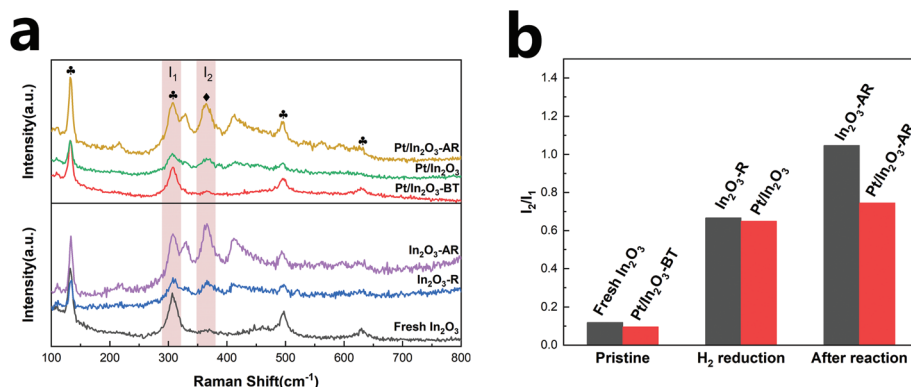 a
Intensity(a.u.)
♣
I₁
♣
I₂
♦
♣
♣
Pt/In₂O₃-AR
Pt/In₂O₃
Pt/In₂O₃-BT
Intensity(a.u.)
In₂O₃-AR
In₂O₃-R
Fresh In₂O₃
100 200 300 400 500 600 700 800
Raman Shift(cm⁻¹)
b
I₂/I₁
1.4
1.2
1.0
0.8
0.6
0.4
0.2
0.0
Fresh In₂O₃
Pt/In₂O₃-BT
In₂O₃-R
Pt/In₂O₃
In₂O₃-AR
Pt/In₂O₃-AR
Pristine H₂ reduction After reaction